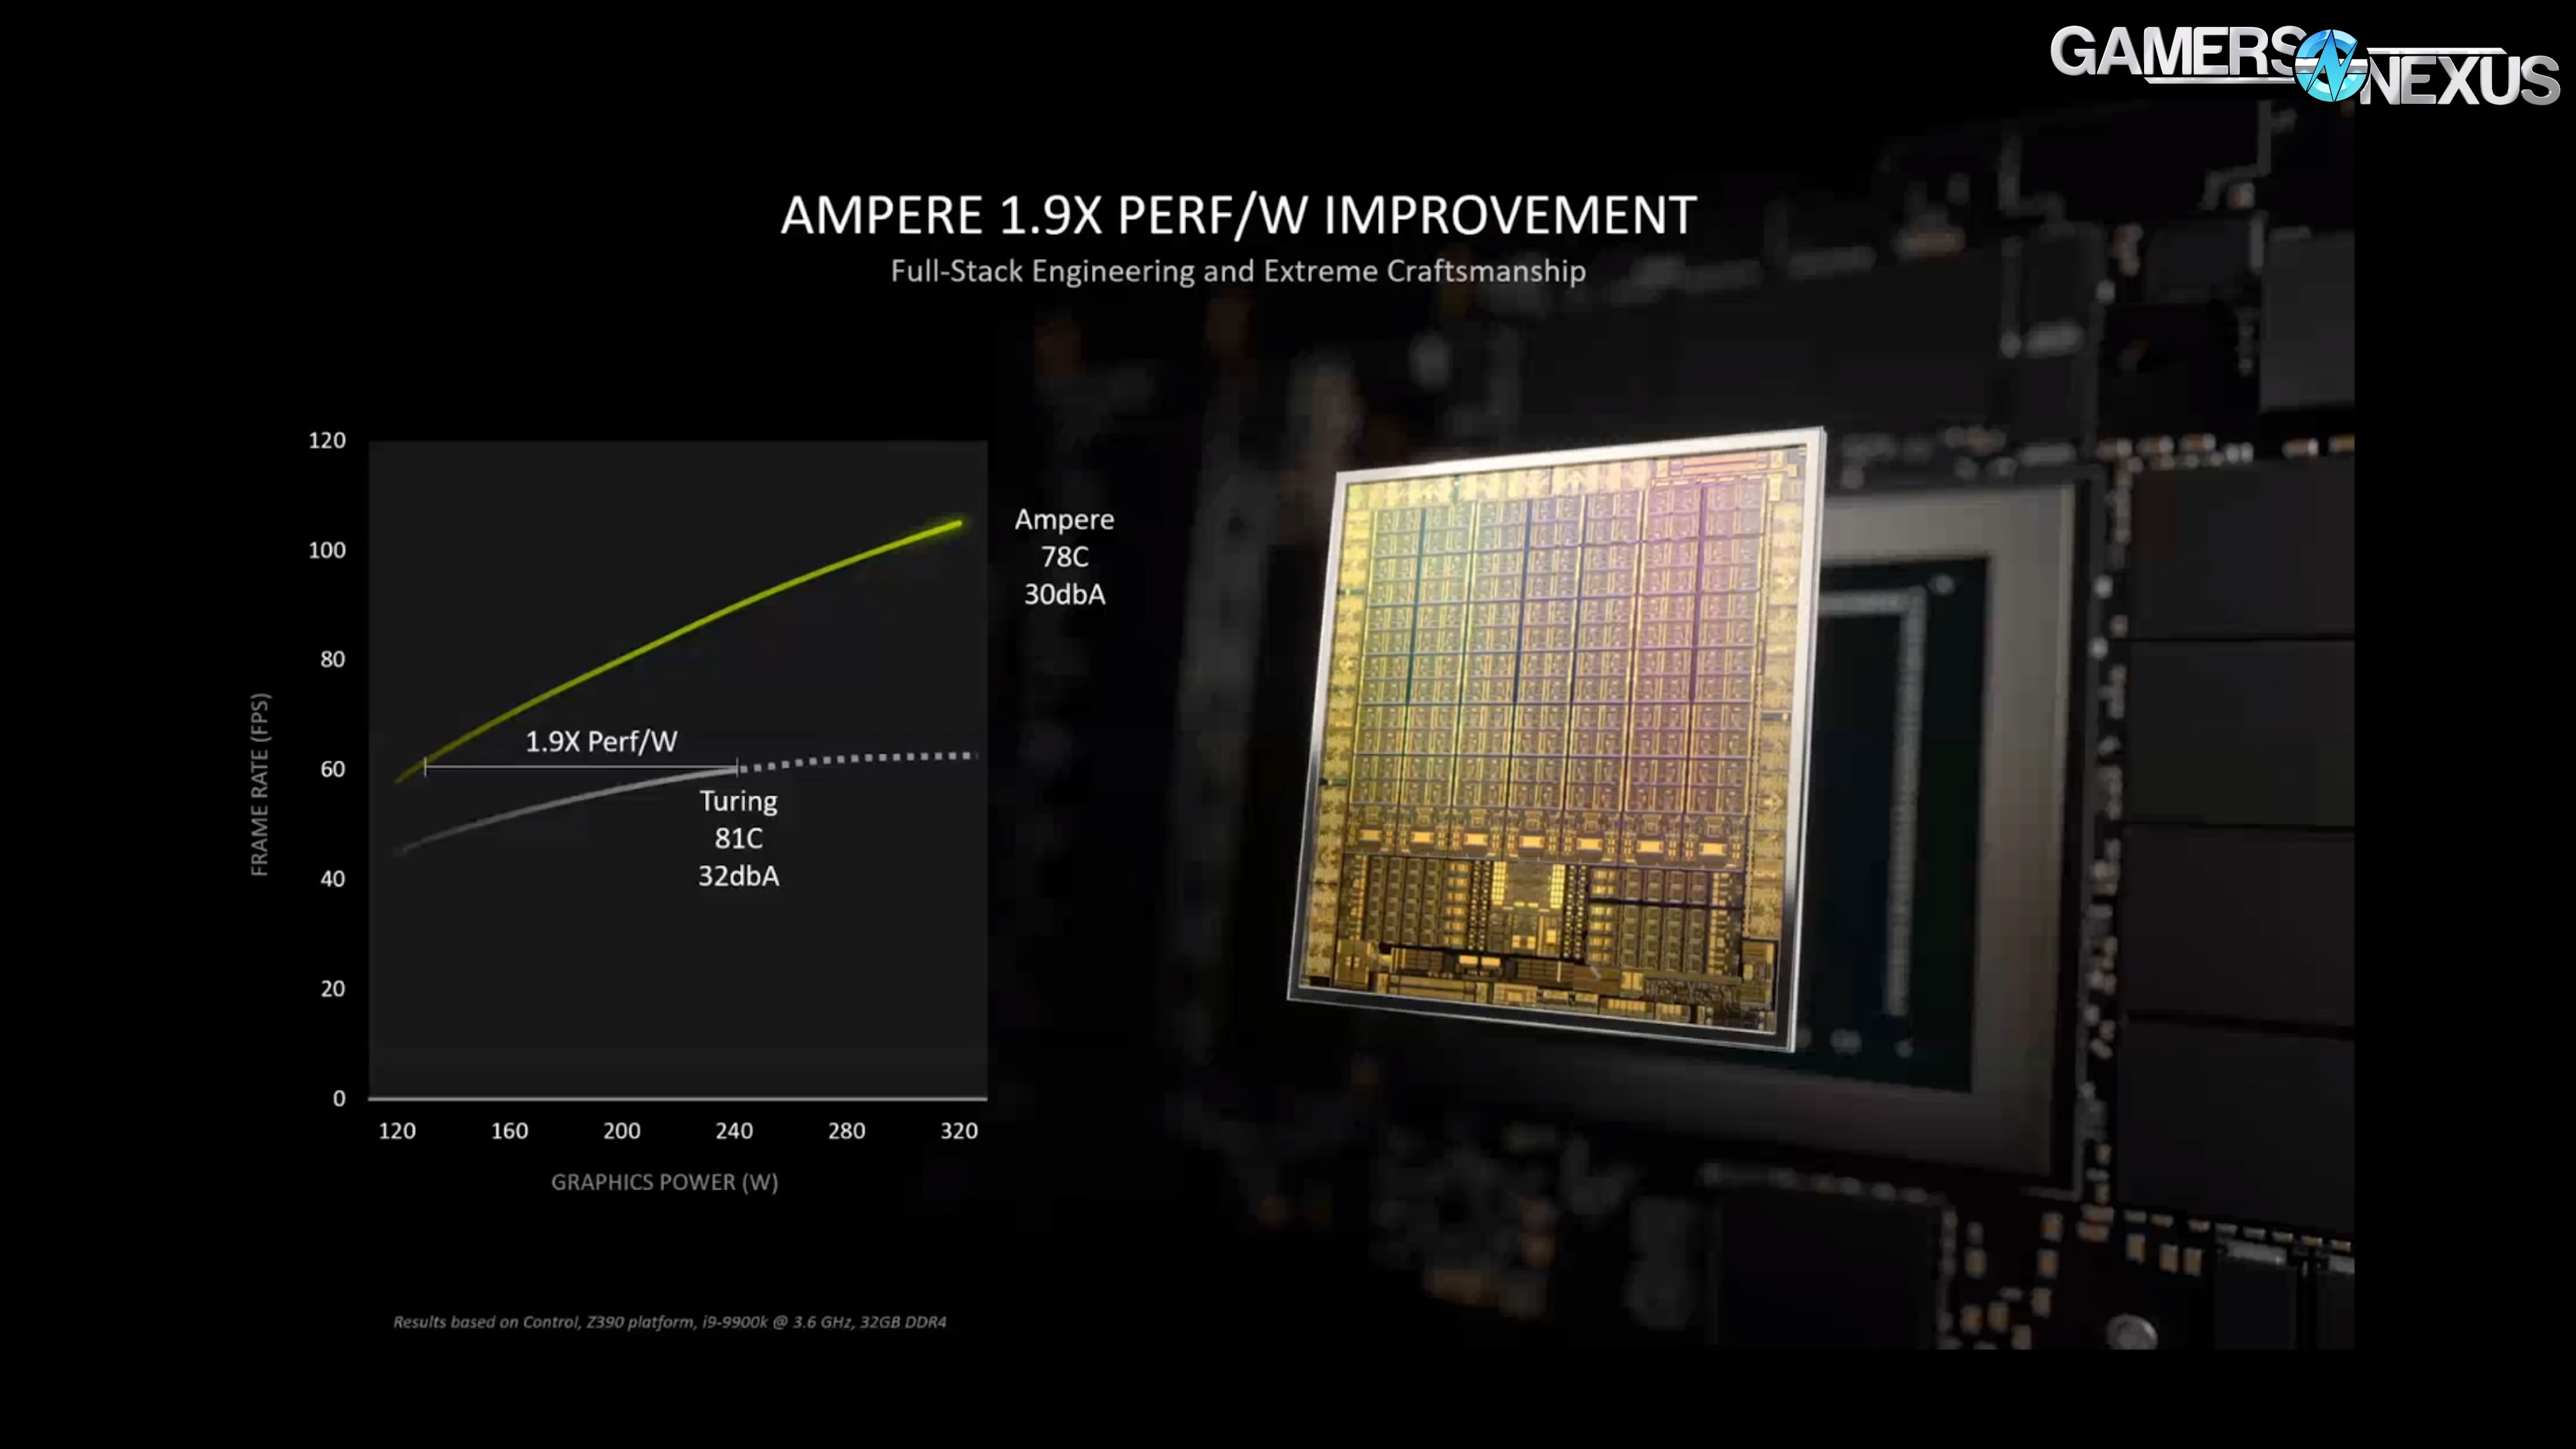 GAMERS NEXUS
AMPERE 1.9X PERF/W IMPROVEMENT
Full-Stack Engineering and Extreme Craftsmanship
120
100
80
60
40
20
0
FRAME RATE (FPS)
Ampere
78C
30dbA
1.9X Perf/W
Turing
81C
32dbA
120 160 200 240 280 320
GRAPHICS POWER (W)
Results based on Control, Z390 platform, i9-9900k @ 3.6 GHz, 32GB DDR4